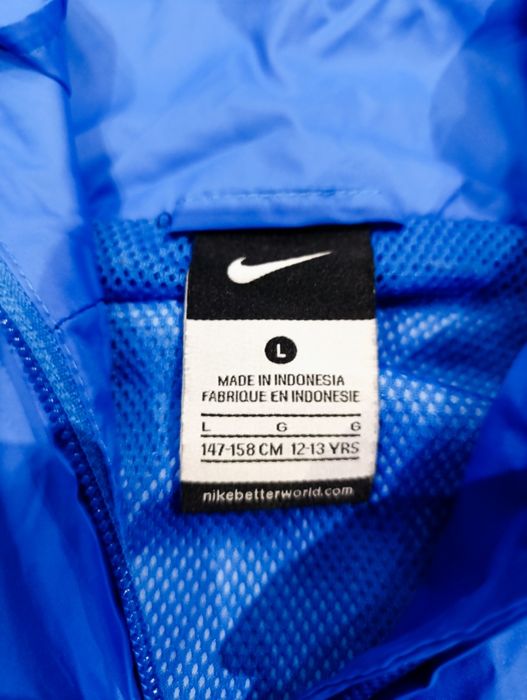 L
MADE IN INDONESIA
FABRIQUE EN INDONESIE
L G G
147-158 CM 12-13 YRS
nikebetterworld.com